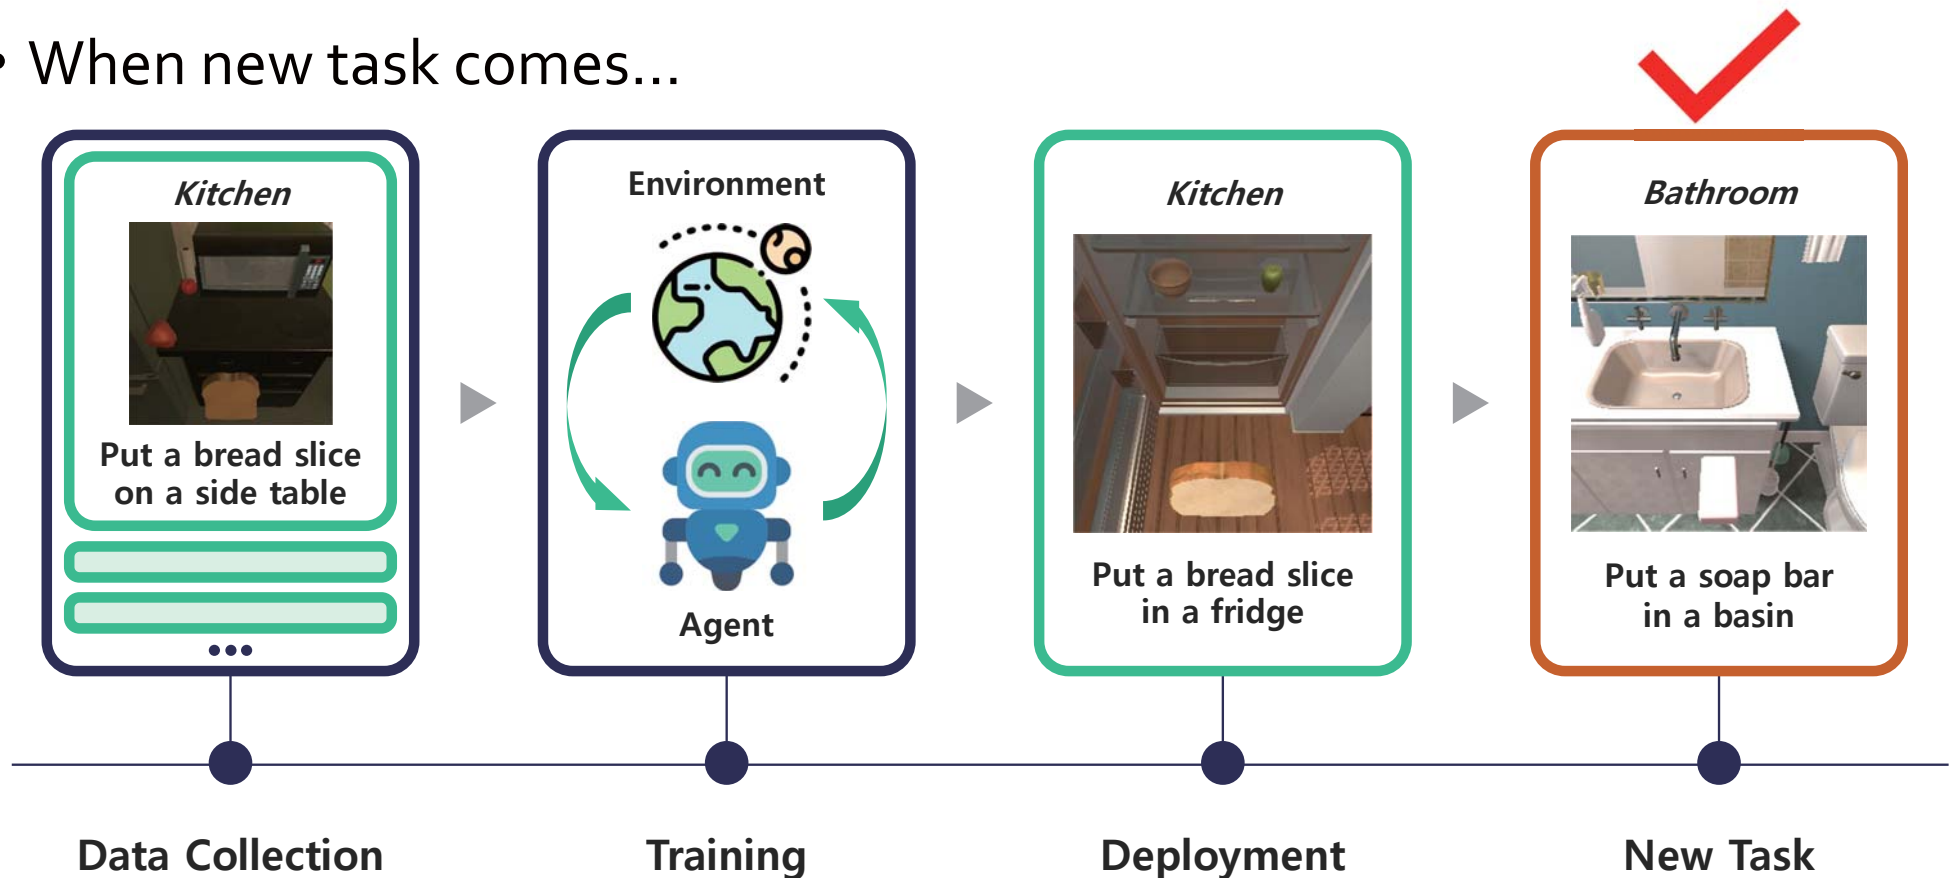 • When new task comes...
Kitchen
Put a bread slice
on a side table
Environment
Agent
Kitchen
Put a bread slice
in a fridge
Bathroom
Put a soap bar
in a basin
Data Collection
Training
Deployment
New Task